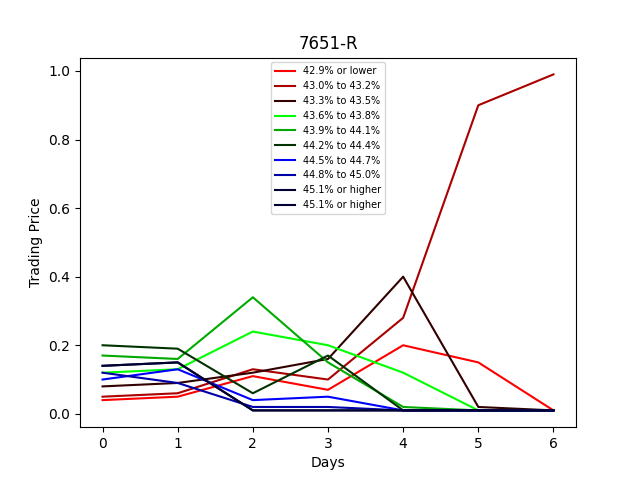 7651-R
1.0
0.8
0.6
0.4
0.2
0.0
Trading Price
42.9% or lower
43.0% to 43.2%
43.3% to 43.5%
43.6% to 43.8%
43.9% to 44.1%
44.2% to 44.4%
44.5% to 44.7%
44.8% to 45.0%
45.1% or higher
45.1% or higher
0 1 2 3 4 5 6
Days